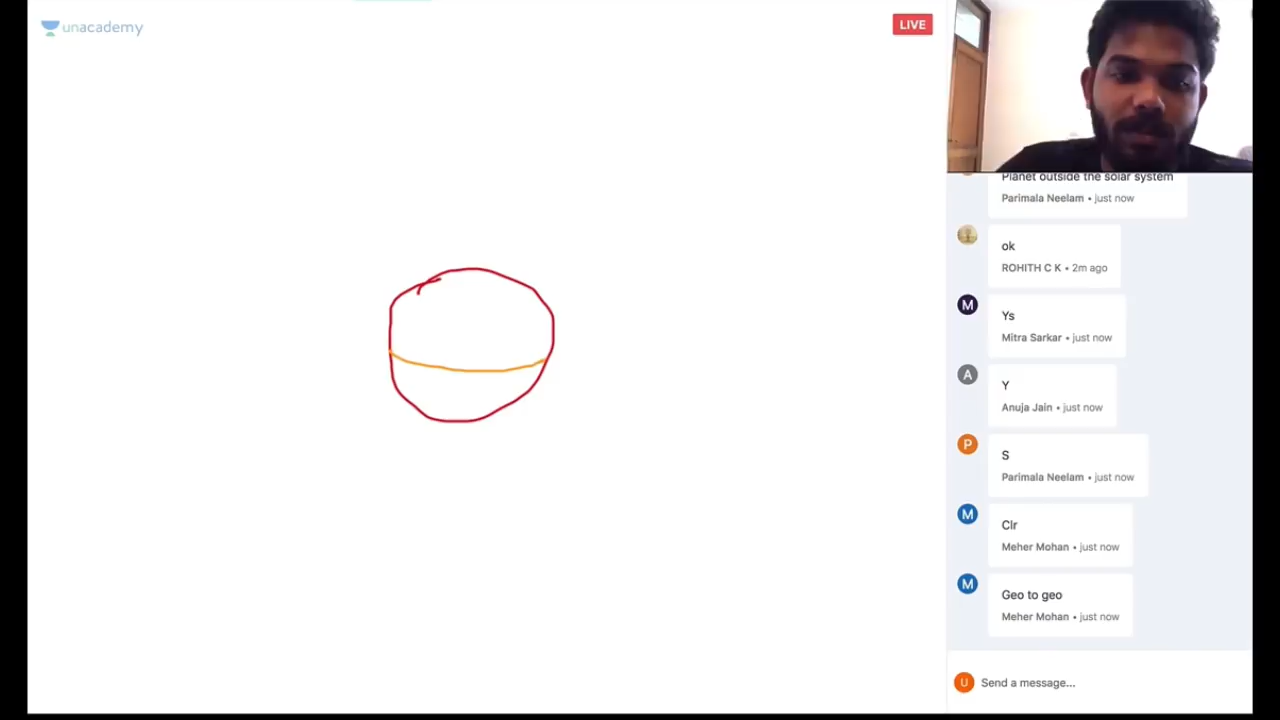 unacademy
LIVE
Planet outside the solar system
Parimala Neelam • just now
ok
ROHITH C K • 2m ago
M
Ys
Mitra Sarkar • just now
A
Y
Anuja Jain • just now
P
S
Parimala Neelam • just now
M
Clr
Meher Mohan • just now
M
Geo to geo
Meher Mohan • just now
U
Send a message...